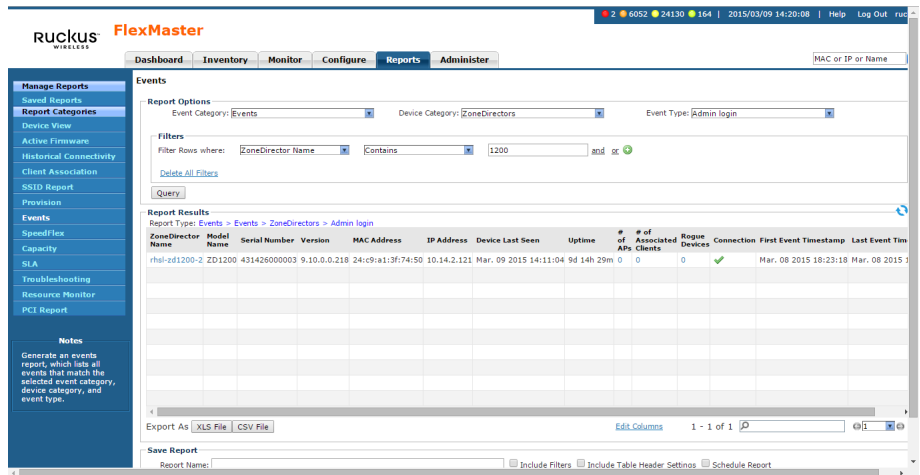 2 6052 24130 164 | 2015/03/09 14:20:08 | Help Log Out
Ruckus WIRELESS
FlexMaster
Dashboard Inventory Monitor Configure Reports Administer
MAC or IP or Name
Manage Reports
Saved Reports
Report Categories
Device View
Active Firmware
Historical Connectivity
Client Association
SSID Report
Provision
Events
SpeedFlex
Capacity
SLA
Troubleshooting
Resource Monitor
PCI Report
Notes
Generate an events
report, which lists all
events that match the
selected event category,
device category, and
event type.
Events
Report Options
Event Category: Events Device Category: ZoneDirectors Event Type: Admin login
Filters
Filter Rows where: ZoneDirector Name Contains 1200 and or
Delete All Filters
Query
Report Results
Report Type: Events > Events > ZoneDirectors > Admin login
ZoneDirector Name Model Name Serial Number Version MAC Address IP Address Device Last Seen Uptime # of APs # of Associated Clients Rogue Devices Connection First Event Timestamp Last Event Tim
rhsl-zd1200-2 ZD1200 431426000003 9.10.0.0.218 24:c9:a1:3f:74:50 10.14.2.121 Mar. 09 2015 14:11:04 9d 14h 29m 0 0 0 Mar. 08 2015 18:23:18 Mar. 08 2015 1
Export As XLS File CSV File Edit Columns 1 - 1 of 1 1
Save Report
Report Name: Include Filters Include Table Header Settings Schedule Report